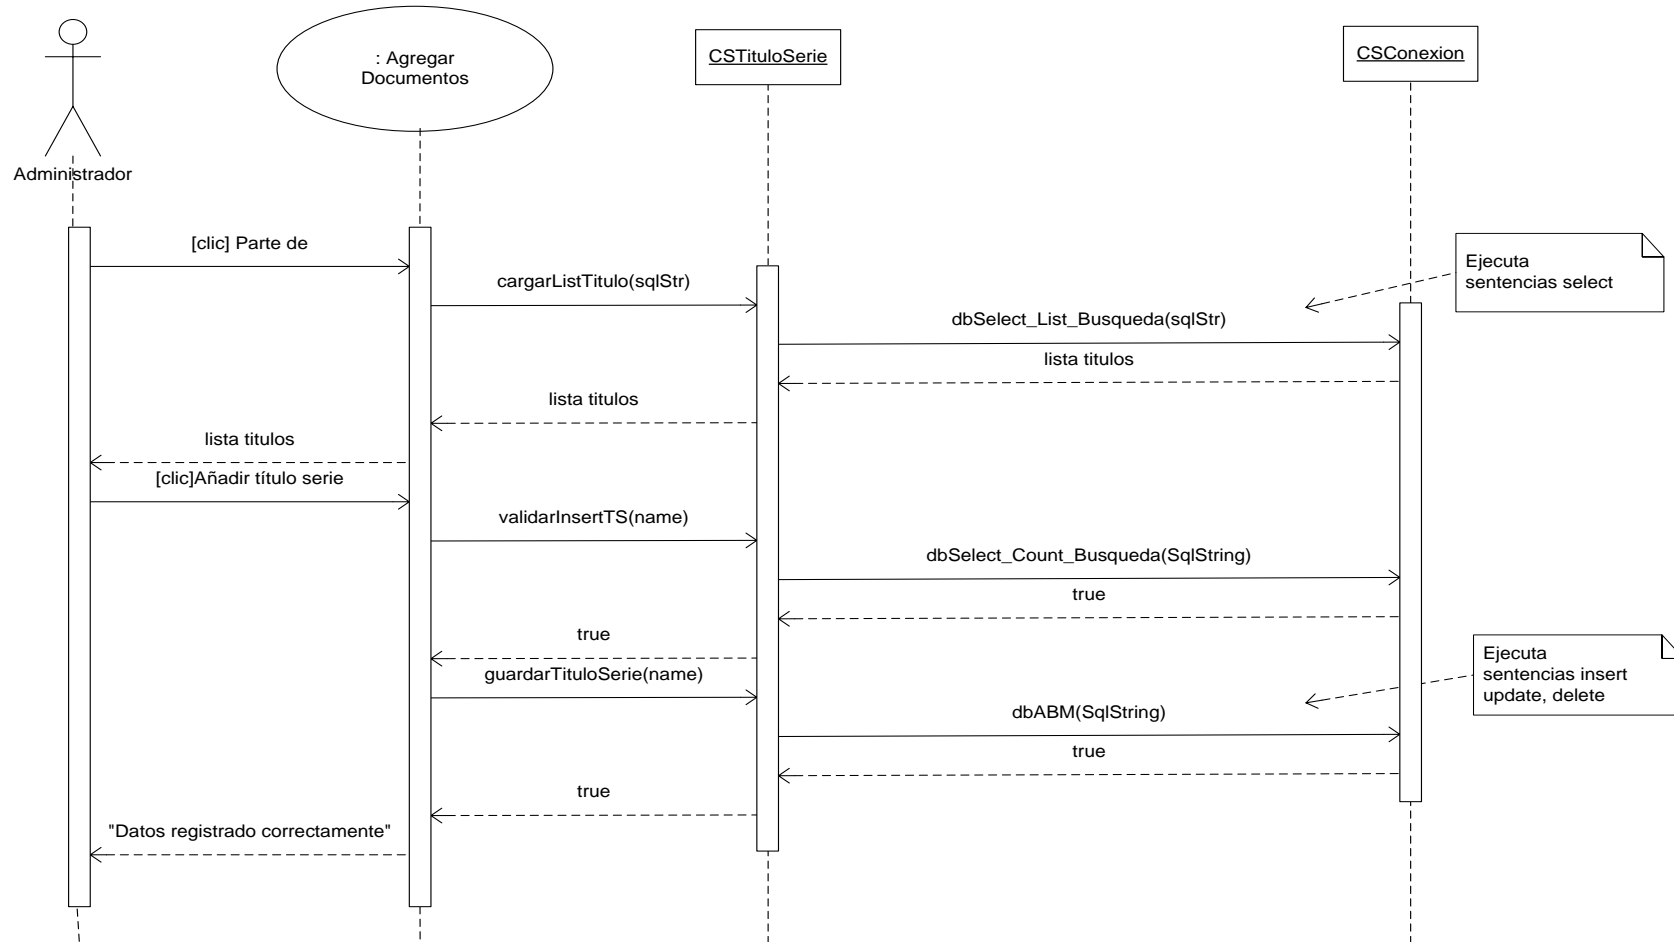 : Agregar
Documentos
CSTituloSerie
CSConexion
Administrador
[clic] Parte de
cargarListTitulo(sqlStr)
Ejecuta
sentencias select
dbSelect_List_Busqueda(sqlStr)
lista titulos
lista titulos
lista titulos
[clic]Añadir título serie
validarInsertTS(name)
dbSelect_Count_Busqueda(SqlString)
true
true
Ejecuta
sentencias insert
update, delete
guardarTituloSerie(name)
dbABM(SqlString)
true
true
"Datos registrado correctamente"